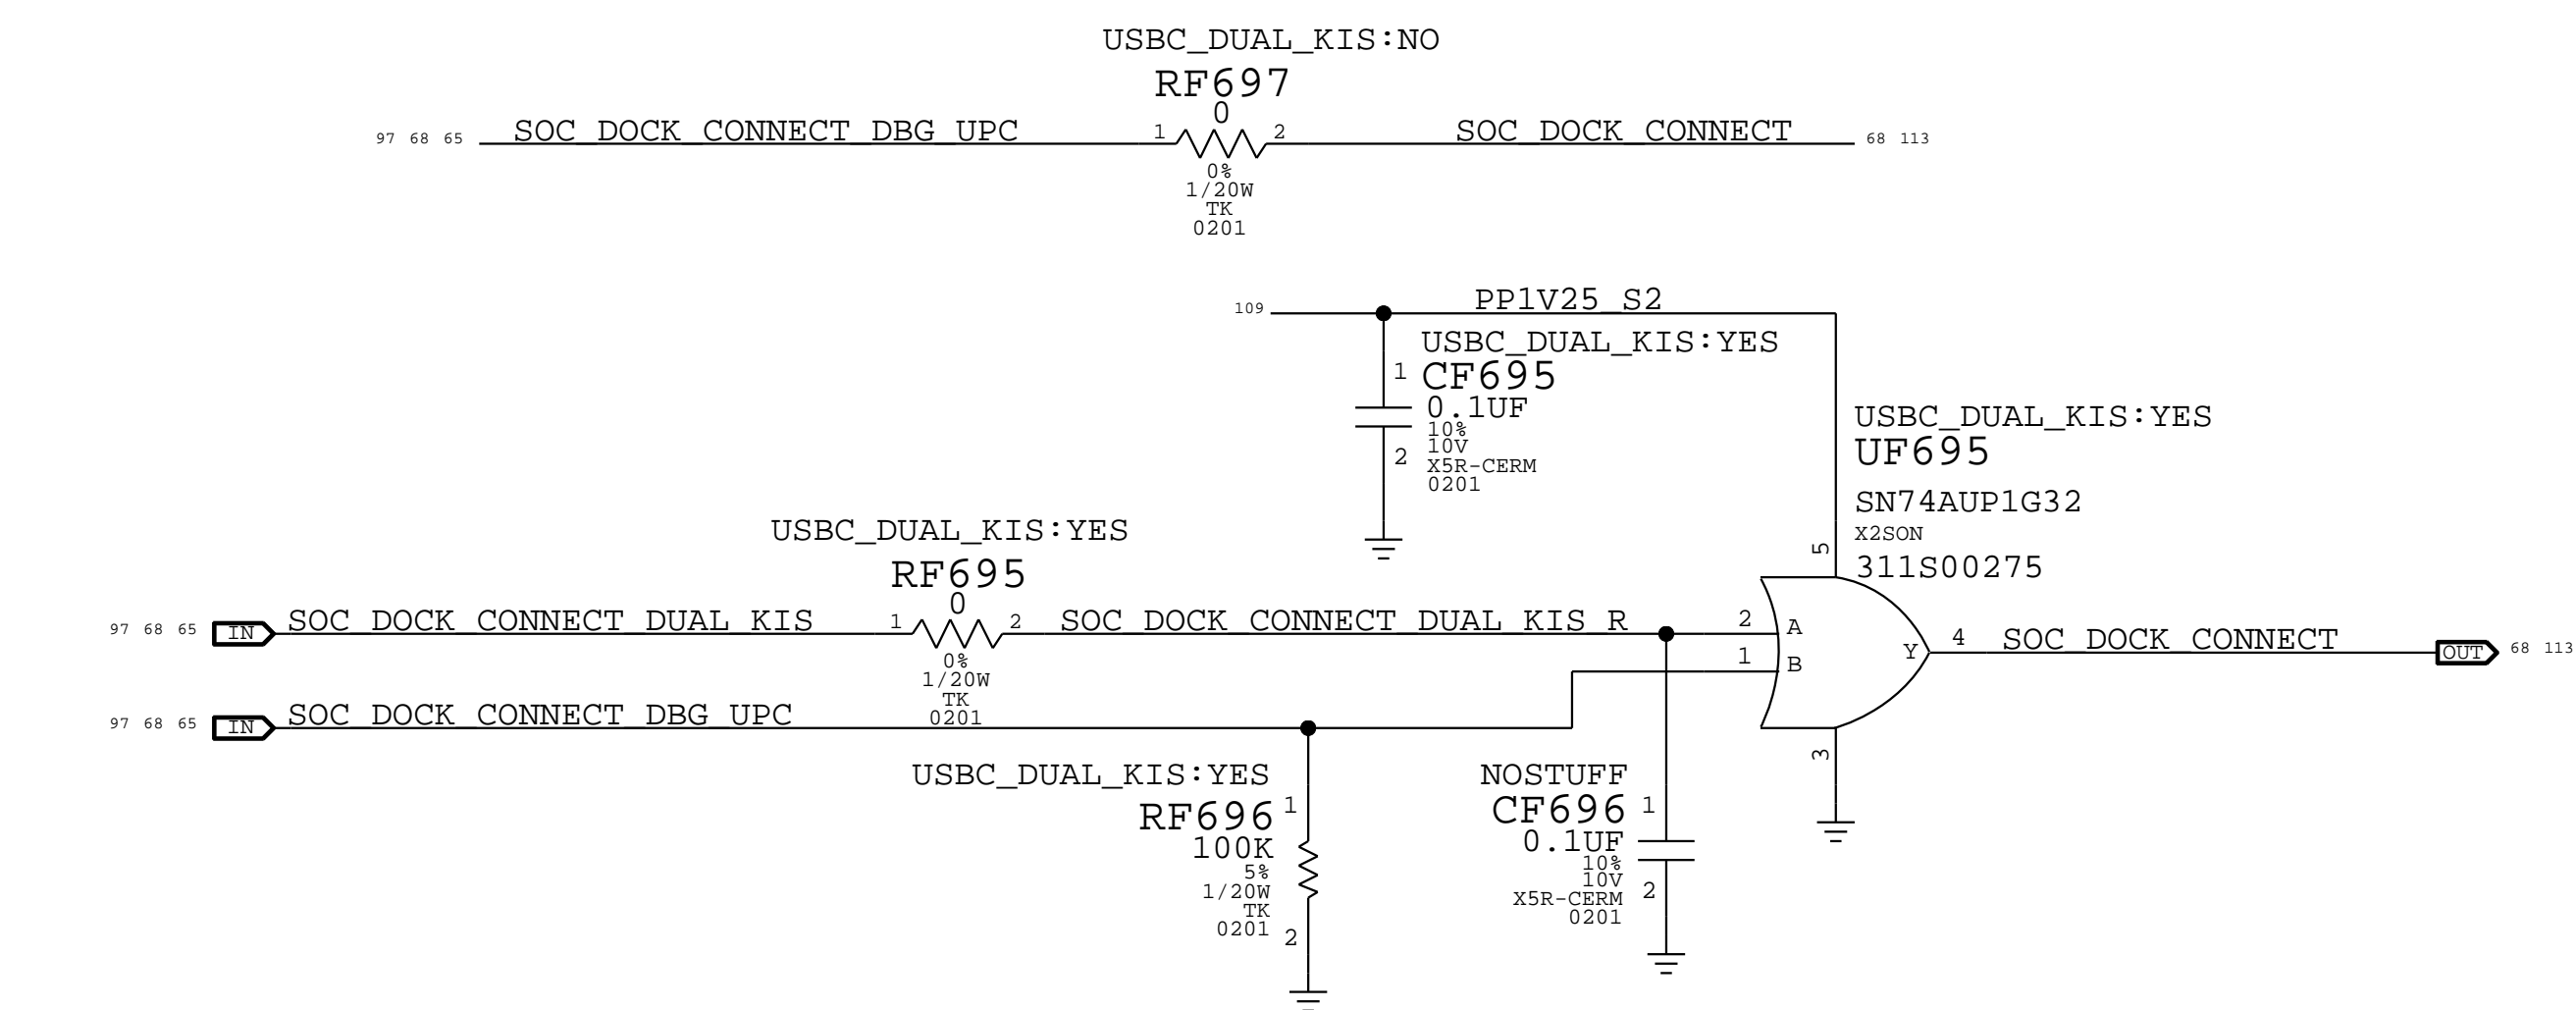 USBC_DUAL_KIS:NO
RF697
0
97 68 65 SOC_DOCK_CONNECT_DBG_UPC 1 2 SOC_DOCK_CONNECT 68 113
0%
1/20W
TK
0201
109 PP1V25_S2
USBC_DUAL_KIS:YES
1 CF695
0.1UF
10%
10V
2 X5R-CERM
0201
USBC_DUAL_KIS:YES
UF695
SN74AUP1G32
X2SON
311S00275
5
USBC_DUAL_KIS:YES
RF695
0
97 68 65 IN SOC_DOCK_CONNECT_DUAL_KIS 1 2 SOC_DOCK_CONNECT_DUAL_KIS_R 2 A
0%
1/20W
TK
0201
1 B
Y 4 SOC_DOCK_CONNECT OUT 68 113
97 68 65 IN SOC_DOCK_CONNECT_DBG_UPC
3
USBC_DUAL_KIS:YES
RF696 1
100K
5%
1/20W
TK
0201 2
NOSTUFF
CF696 1
0.1UF
10%
10V
X5R-CERM 2
0201